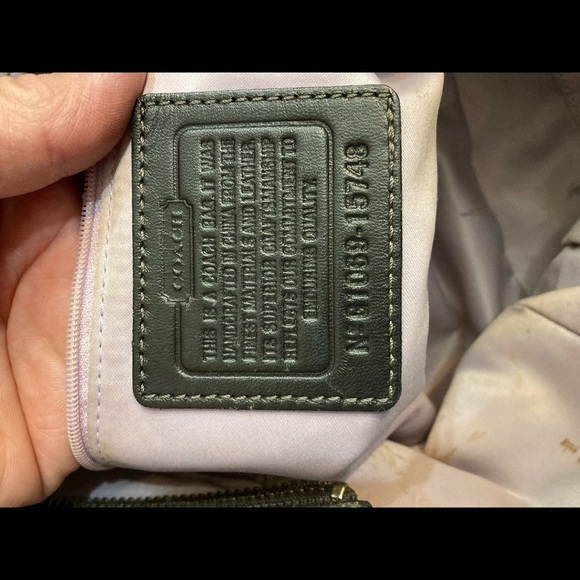 COACH
THIS IS A COACH BAG. IT WAS
HANDCRAFTED IN CHINA FROM THE
FINEST MATERIALS AND LEATHER.
ITS SUPERIOR CRAFTSMANSHIP
REFLECTS OUR COMMITMENT TO
ENDURING QUALITY.
Nº G1069-15748